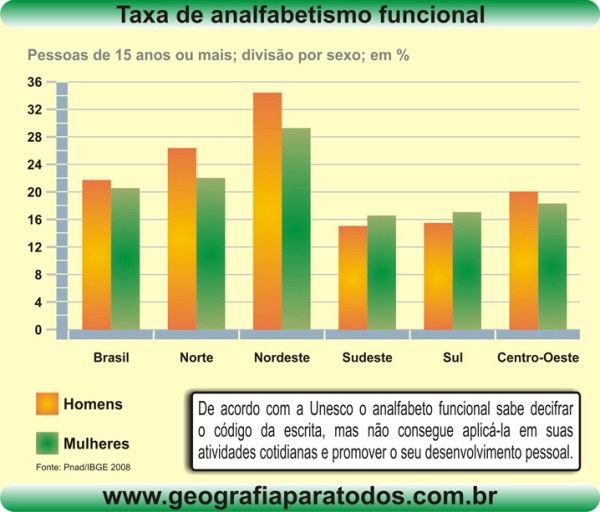 Taxa de analfabetismo funcional
Pessoas de 15 anos ou mais; divisão por sexo; em %
36
32
28
24
20
16
12
8
4
0
Brasil Norte Nordeste Sudeste Sul Centro-Oeste
Homens
Mulheres
Fonte: Pnad/IBGE 2008
De acordo com a Unesco o analfabeto funcional sabe decifrar
o código da escrita, mas não consegue aplicá-la em suas
atividades cotidianas e promover o seu desenvolvimento pessoal.
www.geografiaparatodos.com.br